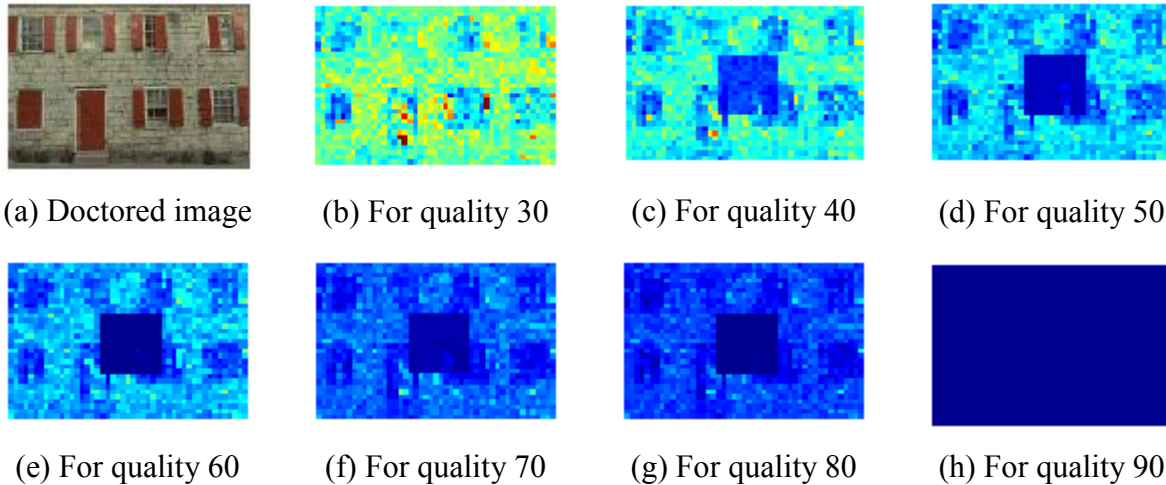 (a) Doctored image
(b) For quality 30
(c) For quality 40
(d) For quality 50
(e) For quality 60
(f) For quality 70
(g) For quality 80
(h) For quality 90